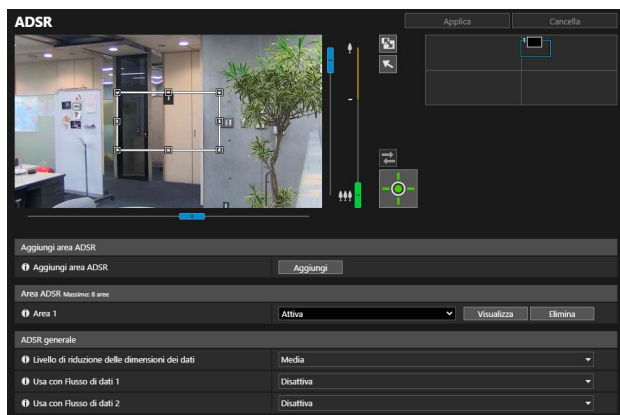 ADSR
Applica
Cancella
1
1
Aggiungi area ADSR
Aggiungi area ADSR
Aggiungi
Area ADSR Massimo: 8 aree
Area 1
Attiva
Visualizza
Elimina
ADSR generale
Livello di riduzione delle dimensioni dei dati
Media
Usa con Flusso di dati 1
Disattiva
Usa con Flusso di dati 2
Disattiva